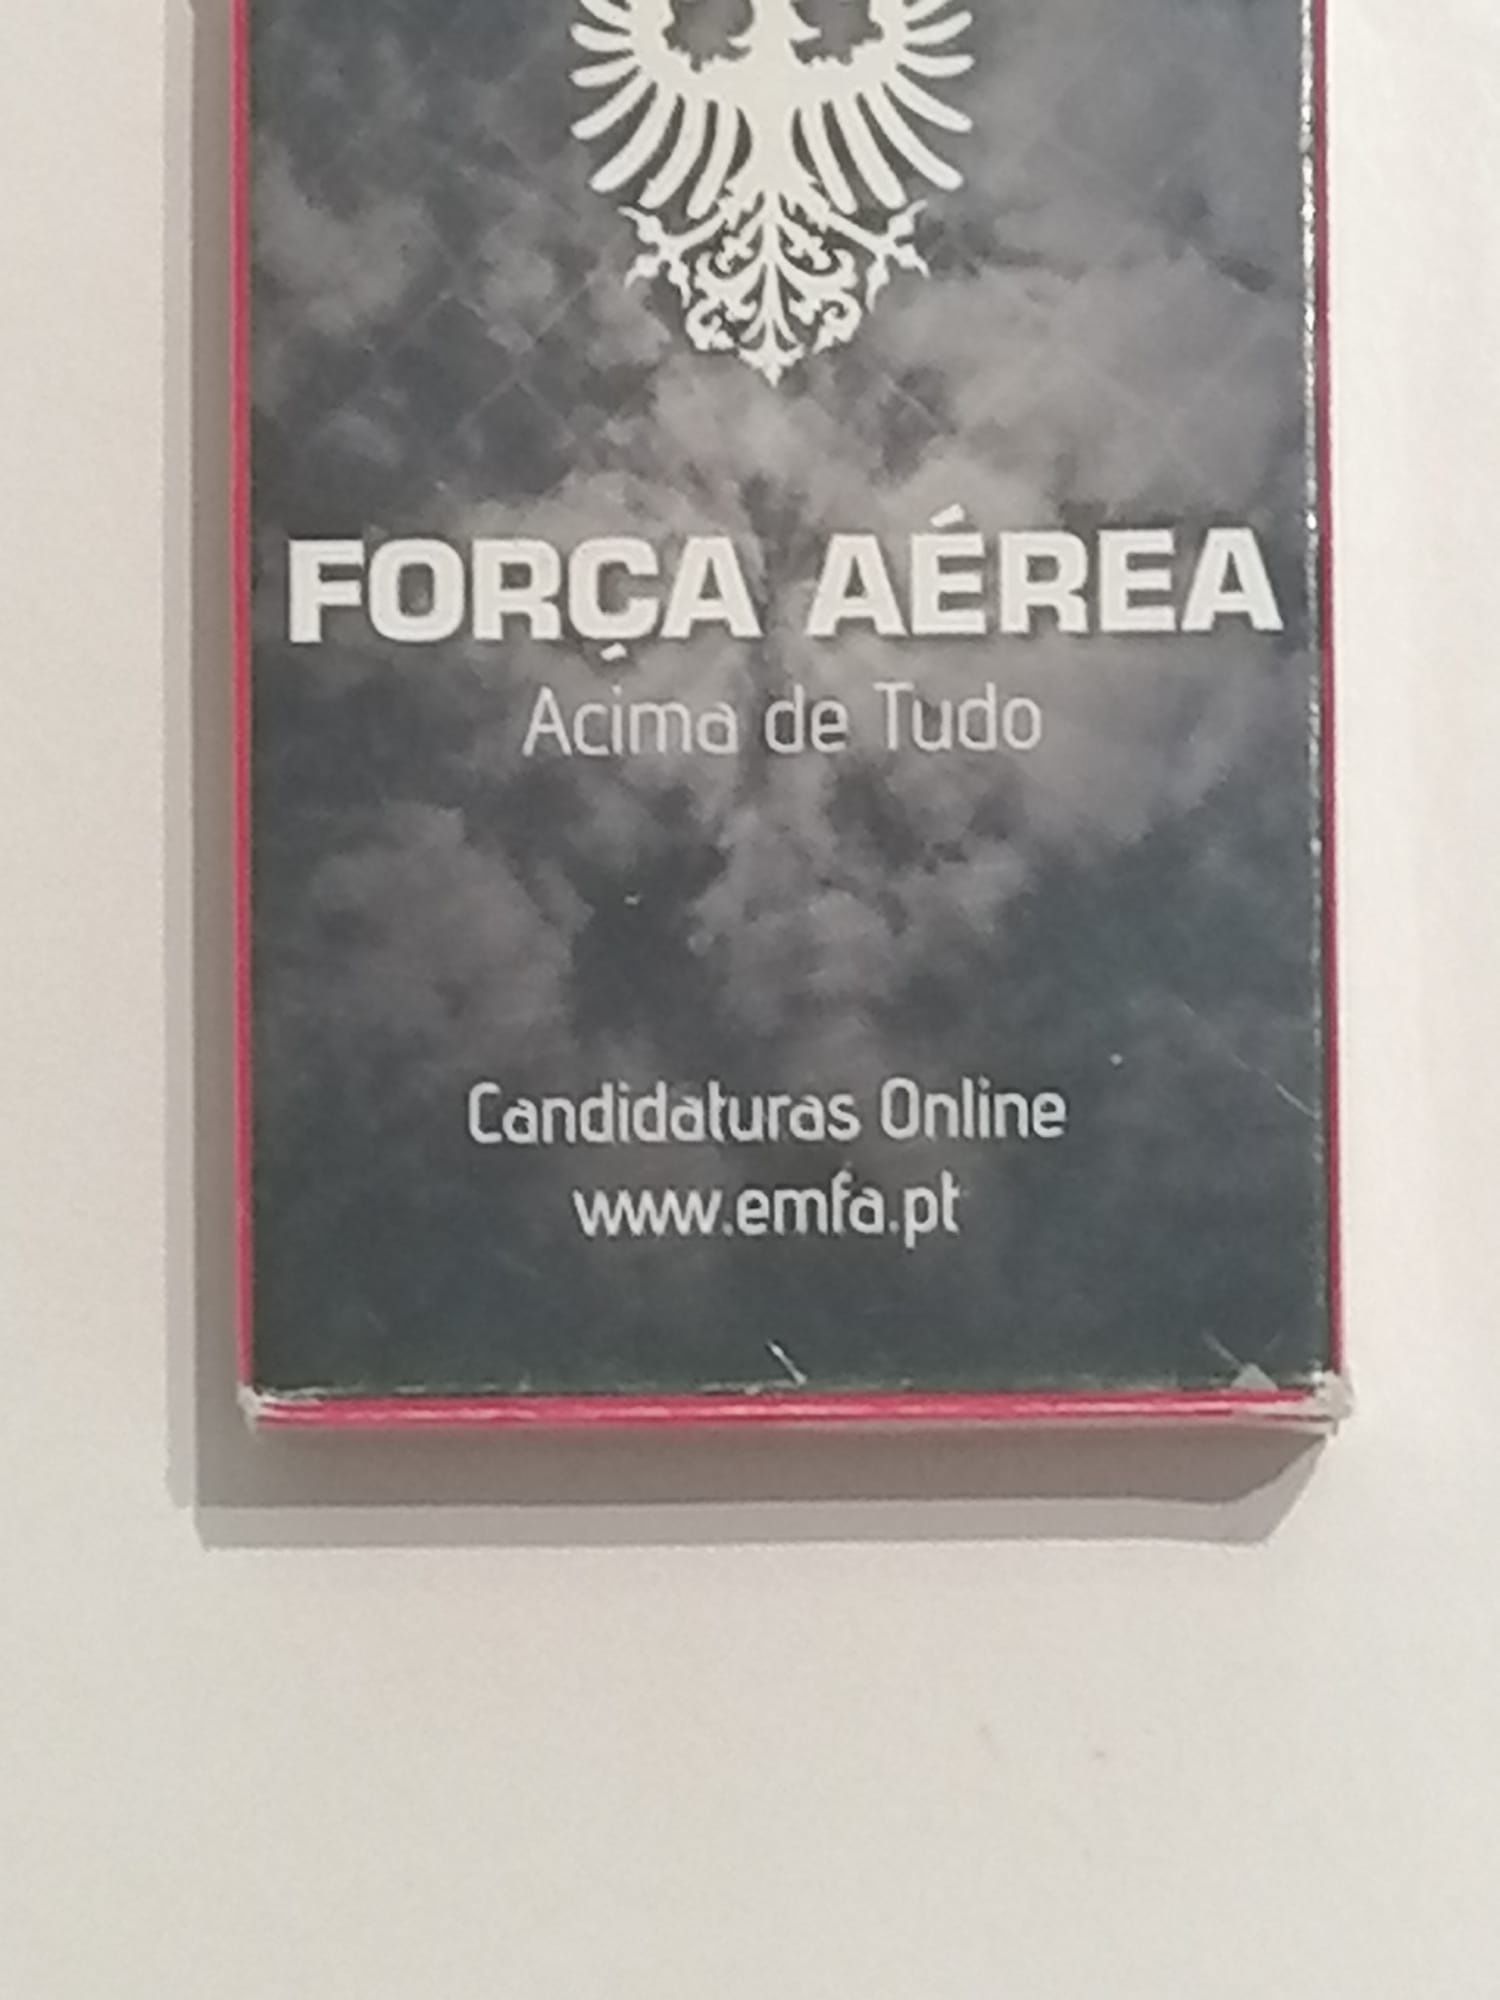 FORÇA AÉREA
Acima de Tudo
Candidaturas Online
www.emfa.pt